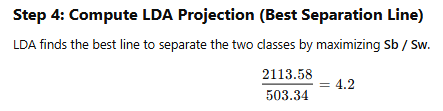 Step 4: Compute LDA Projection (Best Separation Line)
LDA finds the best line to separate the two classes by maximizing Sb / Sw.
2113.58
503.34
= 4.2